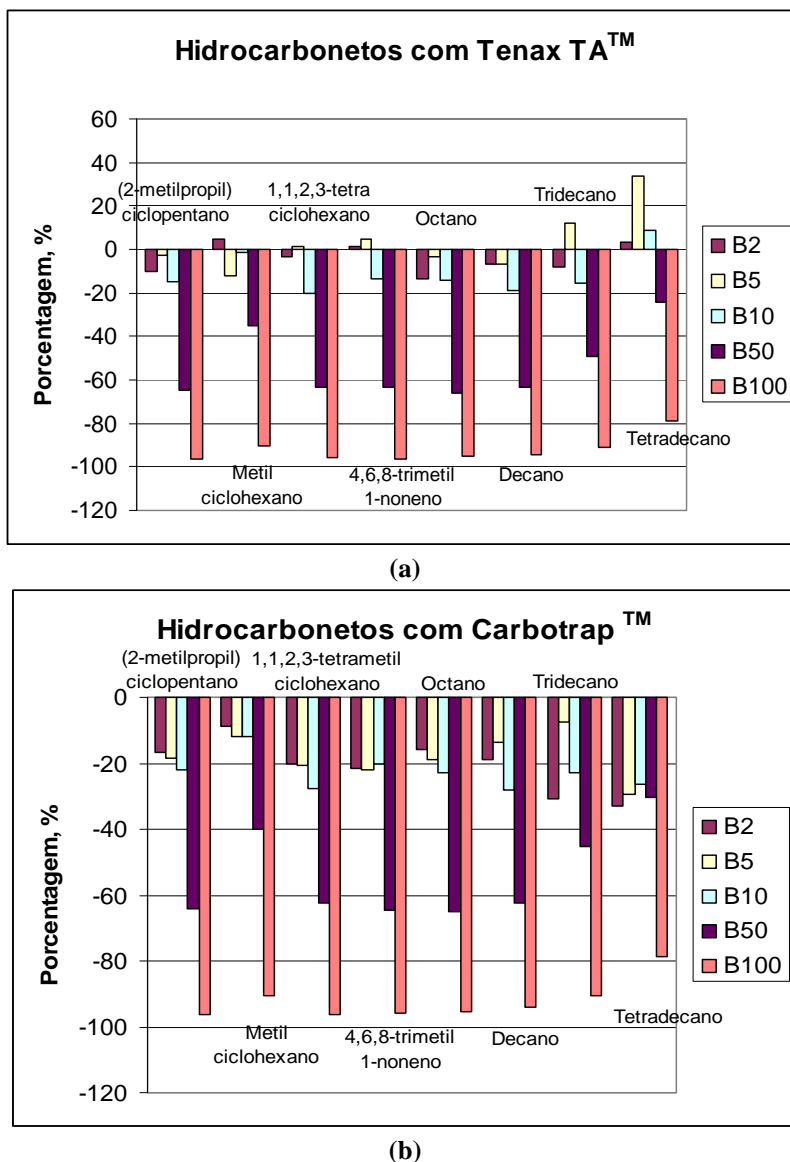 Hidrocarbonetos com Tenax TA™
60
40
20
0
-20
-40
-60
-80
-100
-120
Porcentagem, %
(2-metilpropil)
ciclopentano
1,1,2,3-tetra
ciclohexano
Octano
Tridecano
Metil
ciclohexano
4,6,8-trimetil
1-noneno
Decano
Tetradecano
B2
B5
B10
B50
B100
(a)
Hidrocarbonetos com Carbotrap ™
(2-metilpropil)
ciclopentano
1,1,2,3-tetrametil
ciclohexano
Octano
Tridecano
0
-20
-40
-60
-80
-100
-120
Porcentagem, %
Metil
ciclohexano
4,6,8-trimetil
1-noneno
Decano
Tetradecano
B2
B5
B10
B50
B100
(b)